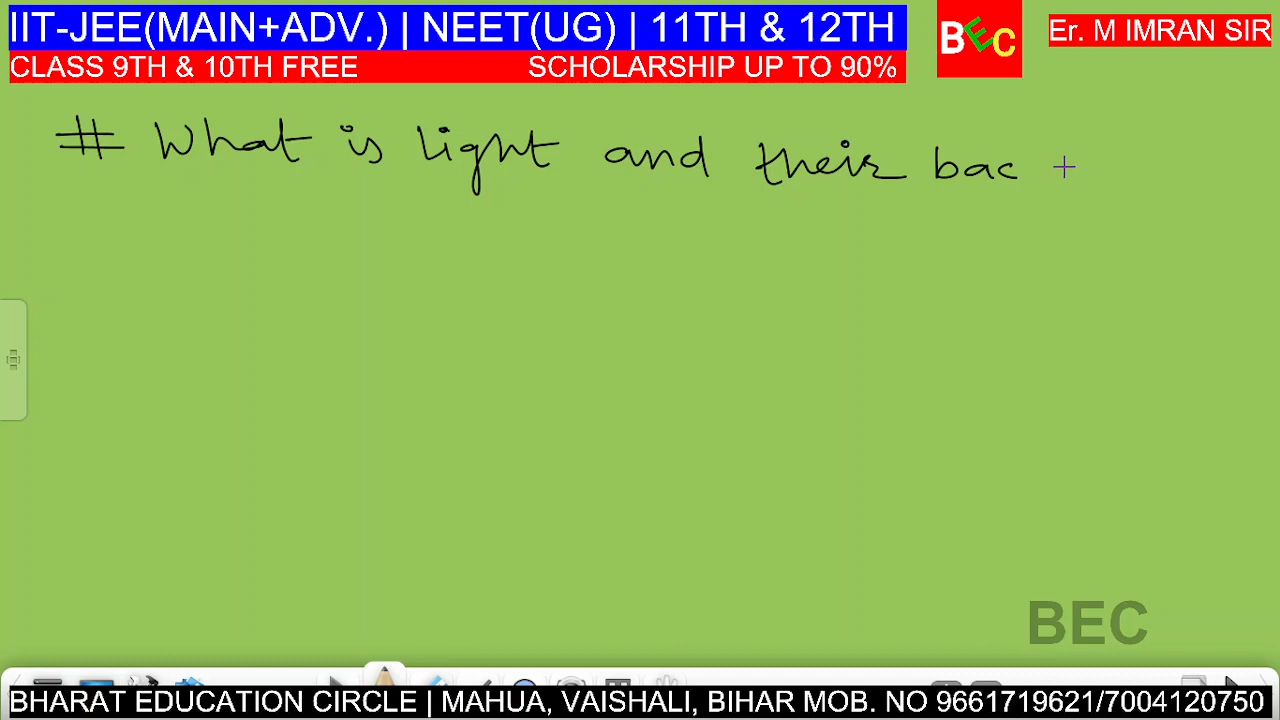 IIT-JEE(MAIN+ADV.) | NEET(UG) | 11TH & 12TH
CLASS 9TH & 10TH FREE SCHOLARSHIP UP TO 90%
BEC
Er. M IMRAN SIR
# What is light and their bac
BEC
BHARAT EDUCATION CIRCLE | MAHUA, VAISHALI, BIHAR MOB. NO 9661719621/7004120750